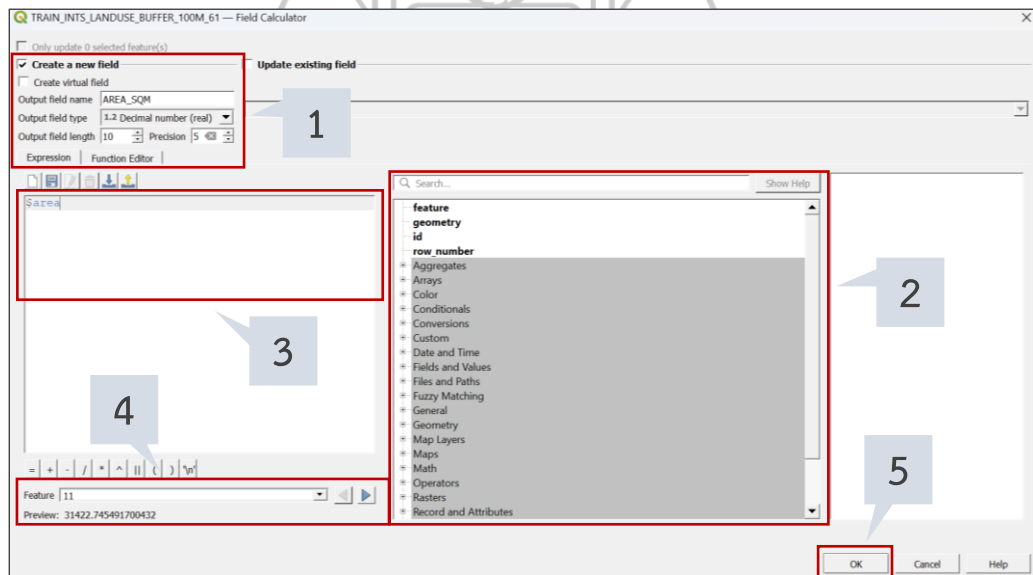 TRAIN_INTS_LANDUSE_BUFFER_100M_61 — Field Calculator
Only update 0 selected feature(s)
Create a new field
Update existing field
Create virtual field
Output field name AREA_SQM
Output field type 1.2 Decimal number (real)
Output field length 10 Precision 5
1
Expression Function Editor
Search... Show Help
$area
feature
geometry
id
row_number
Aggregates
Arrays
Color
Conditionals
Conversions
Custom
Date and Time
Fields and Values
Files and Paths
Fuzzy Matching
General
Geometry
Map Layers
Maps
Math
Operators
Rasters
Record and Attributes
2
3
4
= + - / * ^ || ( ) '\n'
Feature 11
Preview: 31422.745491700432
5
OK Cancel Help